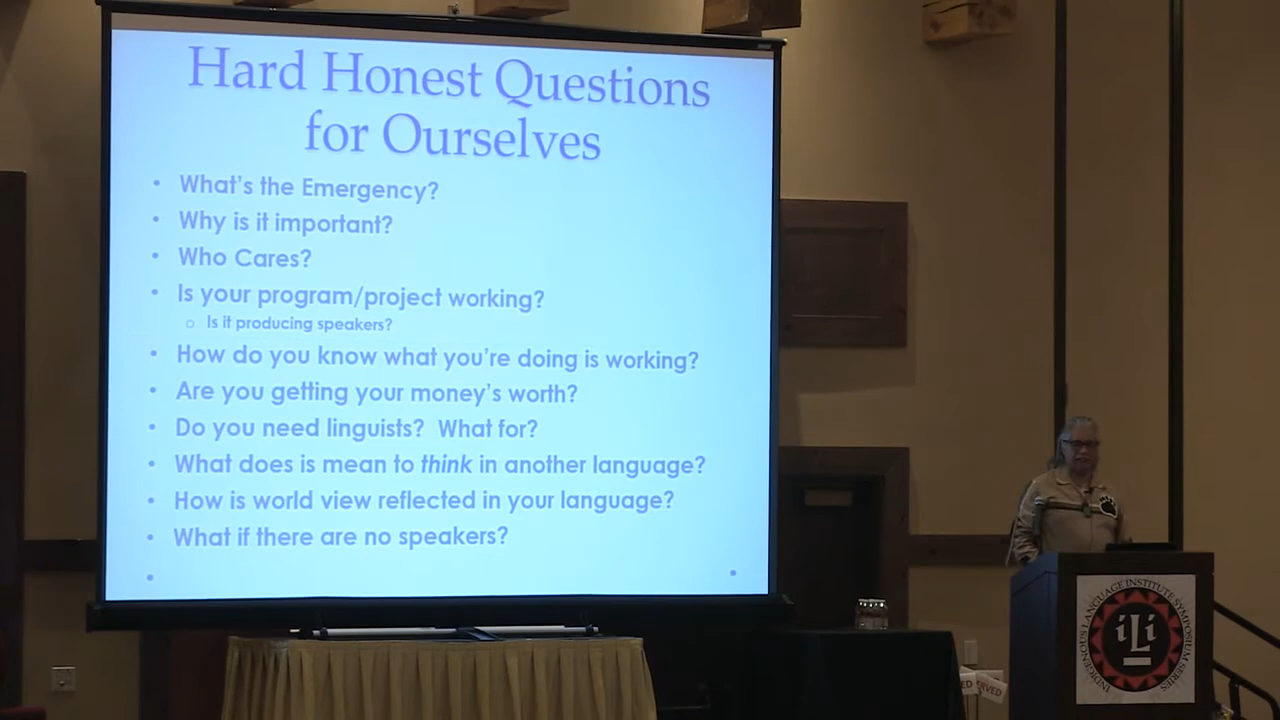 Hard Honest Questions
for Ourselves
• What's the Emergency?
• Why is it important?
• Who Cares?
• Is your program/project working?
○ Is it producing speakers?
• How do you know what you're doing is working?
• Are you getting your money's worth?
• Do you need linguists? What for?
• What does is mean to think in another language?
• How is world view reflected in your language?
• What if there are no speakers?
INDIGENOUS LANGUAGE INSTITUTE SYMPOSIUM SERIES
iLi